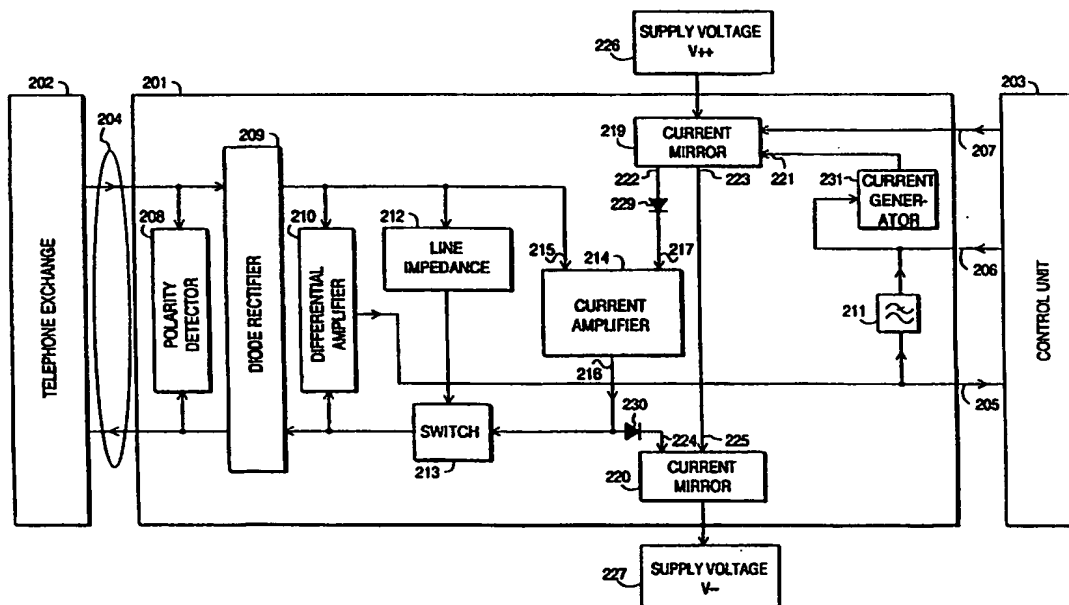 226
SUPPLY VOLTAGE
V++
202
201
203
204
209
219
CURRENT
MIRROR
207
222
223
221
231
CURRENT
GENER-
ATOR
208
210
212
229
LINE
IMPEDANCE
215
214
217
206
TELEPHONE EXCHANGE
POLARITY
DETECTOR
DIODE RECTIFIER
DIFFERENTIAL
AMPLIFIER
CURRENT
AMPLIFIER
211
CONTROL UNIT
216
205
230
SWITCH
213
224
225
220
CURRENT
MIRROR
227
SUPPLY VOLTAGE
V–